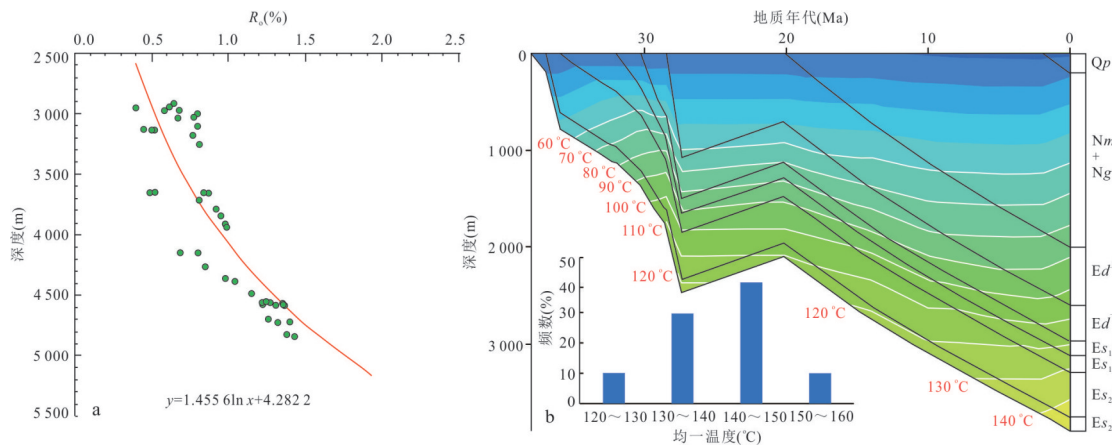 Rₒ(%)
0.0 0.5 1.0 1.5 2.0 2.5
2 500
3 000
3 500
4 000
4 500
5 000
5 500
深度(m)
y=1.455 6ln x+4.282 2
a
地质年代(Ma)
30 20 10 0
0
1 000
2 000
3 000
深度(m)
60 ℃
70 ℃
80 ℃
90 ℃
100 ℃
110 ℃
120 ℃
120 ℃
130 ℃
140 ℃
Qp
Nm
+
Ng
Ed
Ed
Es₁
Es₁
Es₂
Es₂
50
40
30
20
10
0
频数(%)
120～130 130～140 140～150 150～160
均一温度(℃)
b